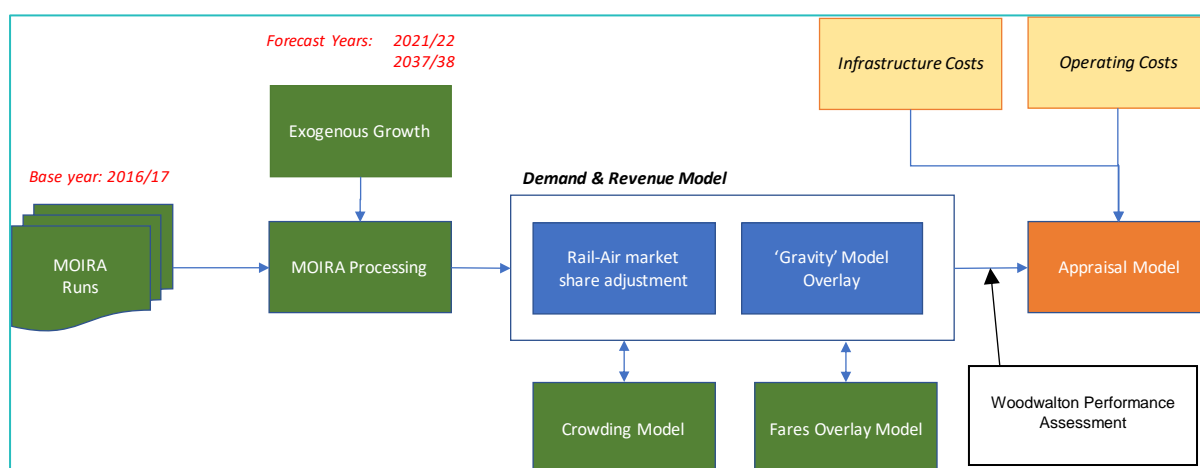 Forecast Years: 2021/22
2037/38
Infrastructure Costs
Operating Costs
Exogenous Growth
Base year: 2016/17
Demand & Revenue Model
MOIRA
Runs
MOIRA Processing
Rail-Air market
share adjustment
‘Gravity’ Model
Overlay
Appraisal Model
Crowding Model
Fares Overlay Model
Woodwalton Performance
Assessment